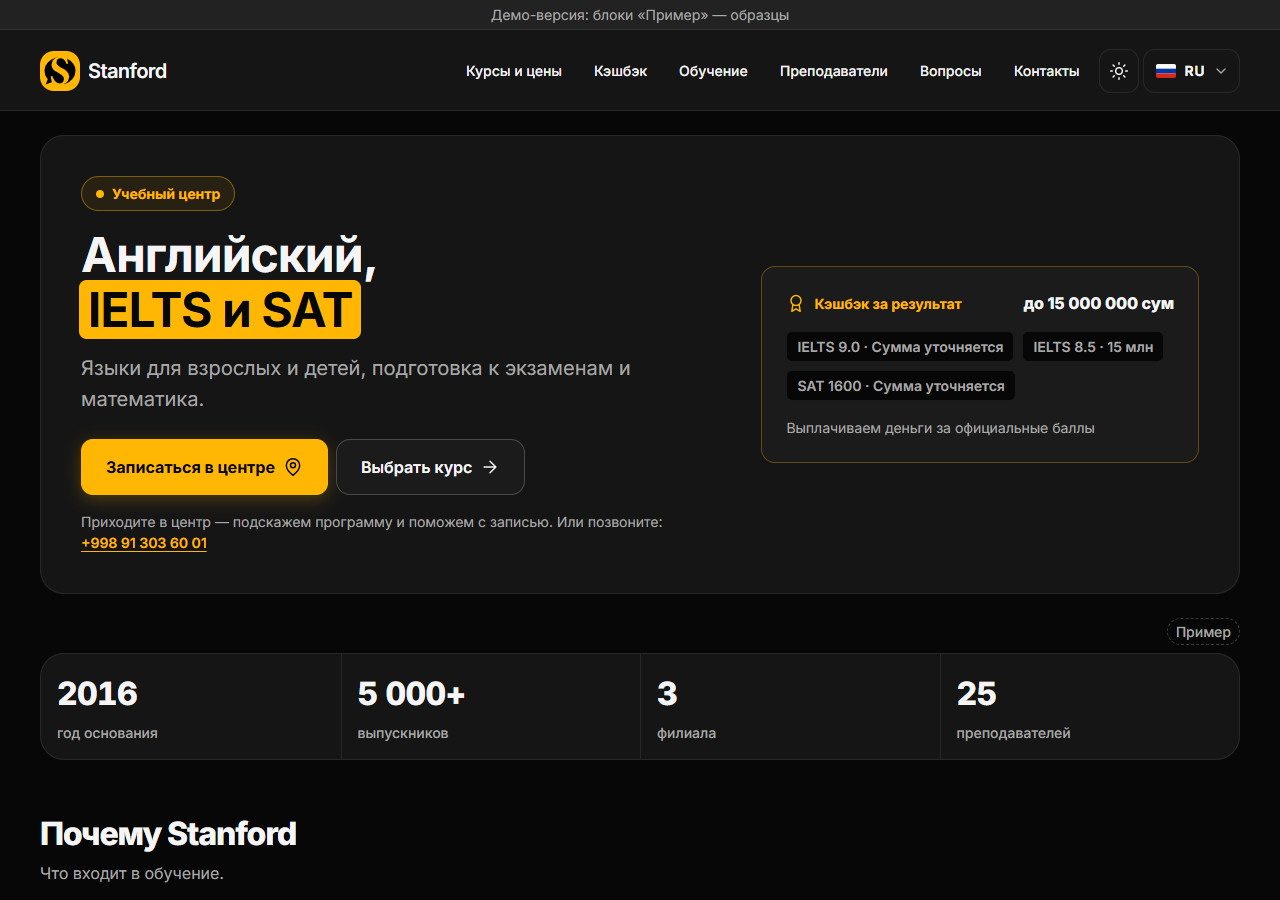 Демо-версия: блоки «Пример» — образцы
Stanford
Курсы и цены
Кэшбэк
Обучение
Преподаватели
Вопросы
Контакты
RU
Учебный центр
Английский,
IELTS и SAT
Языки для взрослых и детей, подготовка к экзаменам и
математика.
Записаться в центре
Выбрать курс
Приходите в центр — подскажем программу и поможем с записью. Или позвоните:
+998 91 303 60 01
Кэшбэк за результат
до 15 000 000 сум
IELTS 9.0 · Сумма уточняется
IELTS 8.5 · 15 млн
SAT 1600 · Сумма уточняется
Выплачиваем деньги за официальные баллы
Пример
2016
год основания
5 000+
выпускников
3
филиала
25
преподавателей
Почему Stanford
Что входит в обучение.